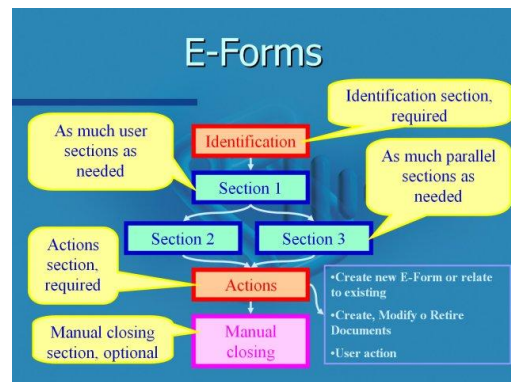 E-Forms
Identification section,
required
As much user
sections as
needed
Identification
As much parallel
sections as
needed
Section 1
Section 2
Section 3
Actions
section,
required
Actions
•Create new E-Form or relate
to existing
•Create, Modify o Retire
Documents
•User action
Manual closing
section, optional
Manual
closing